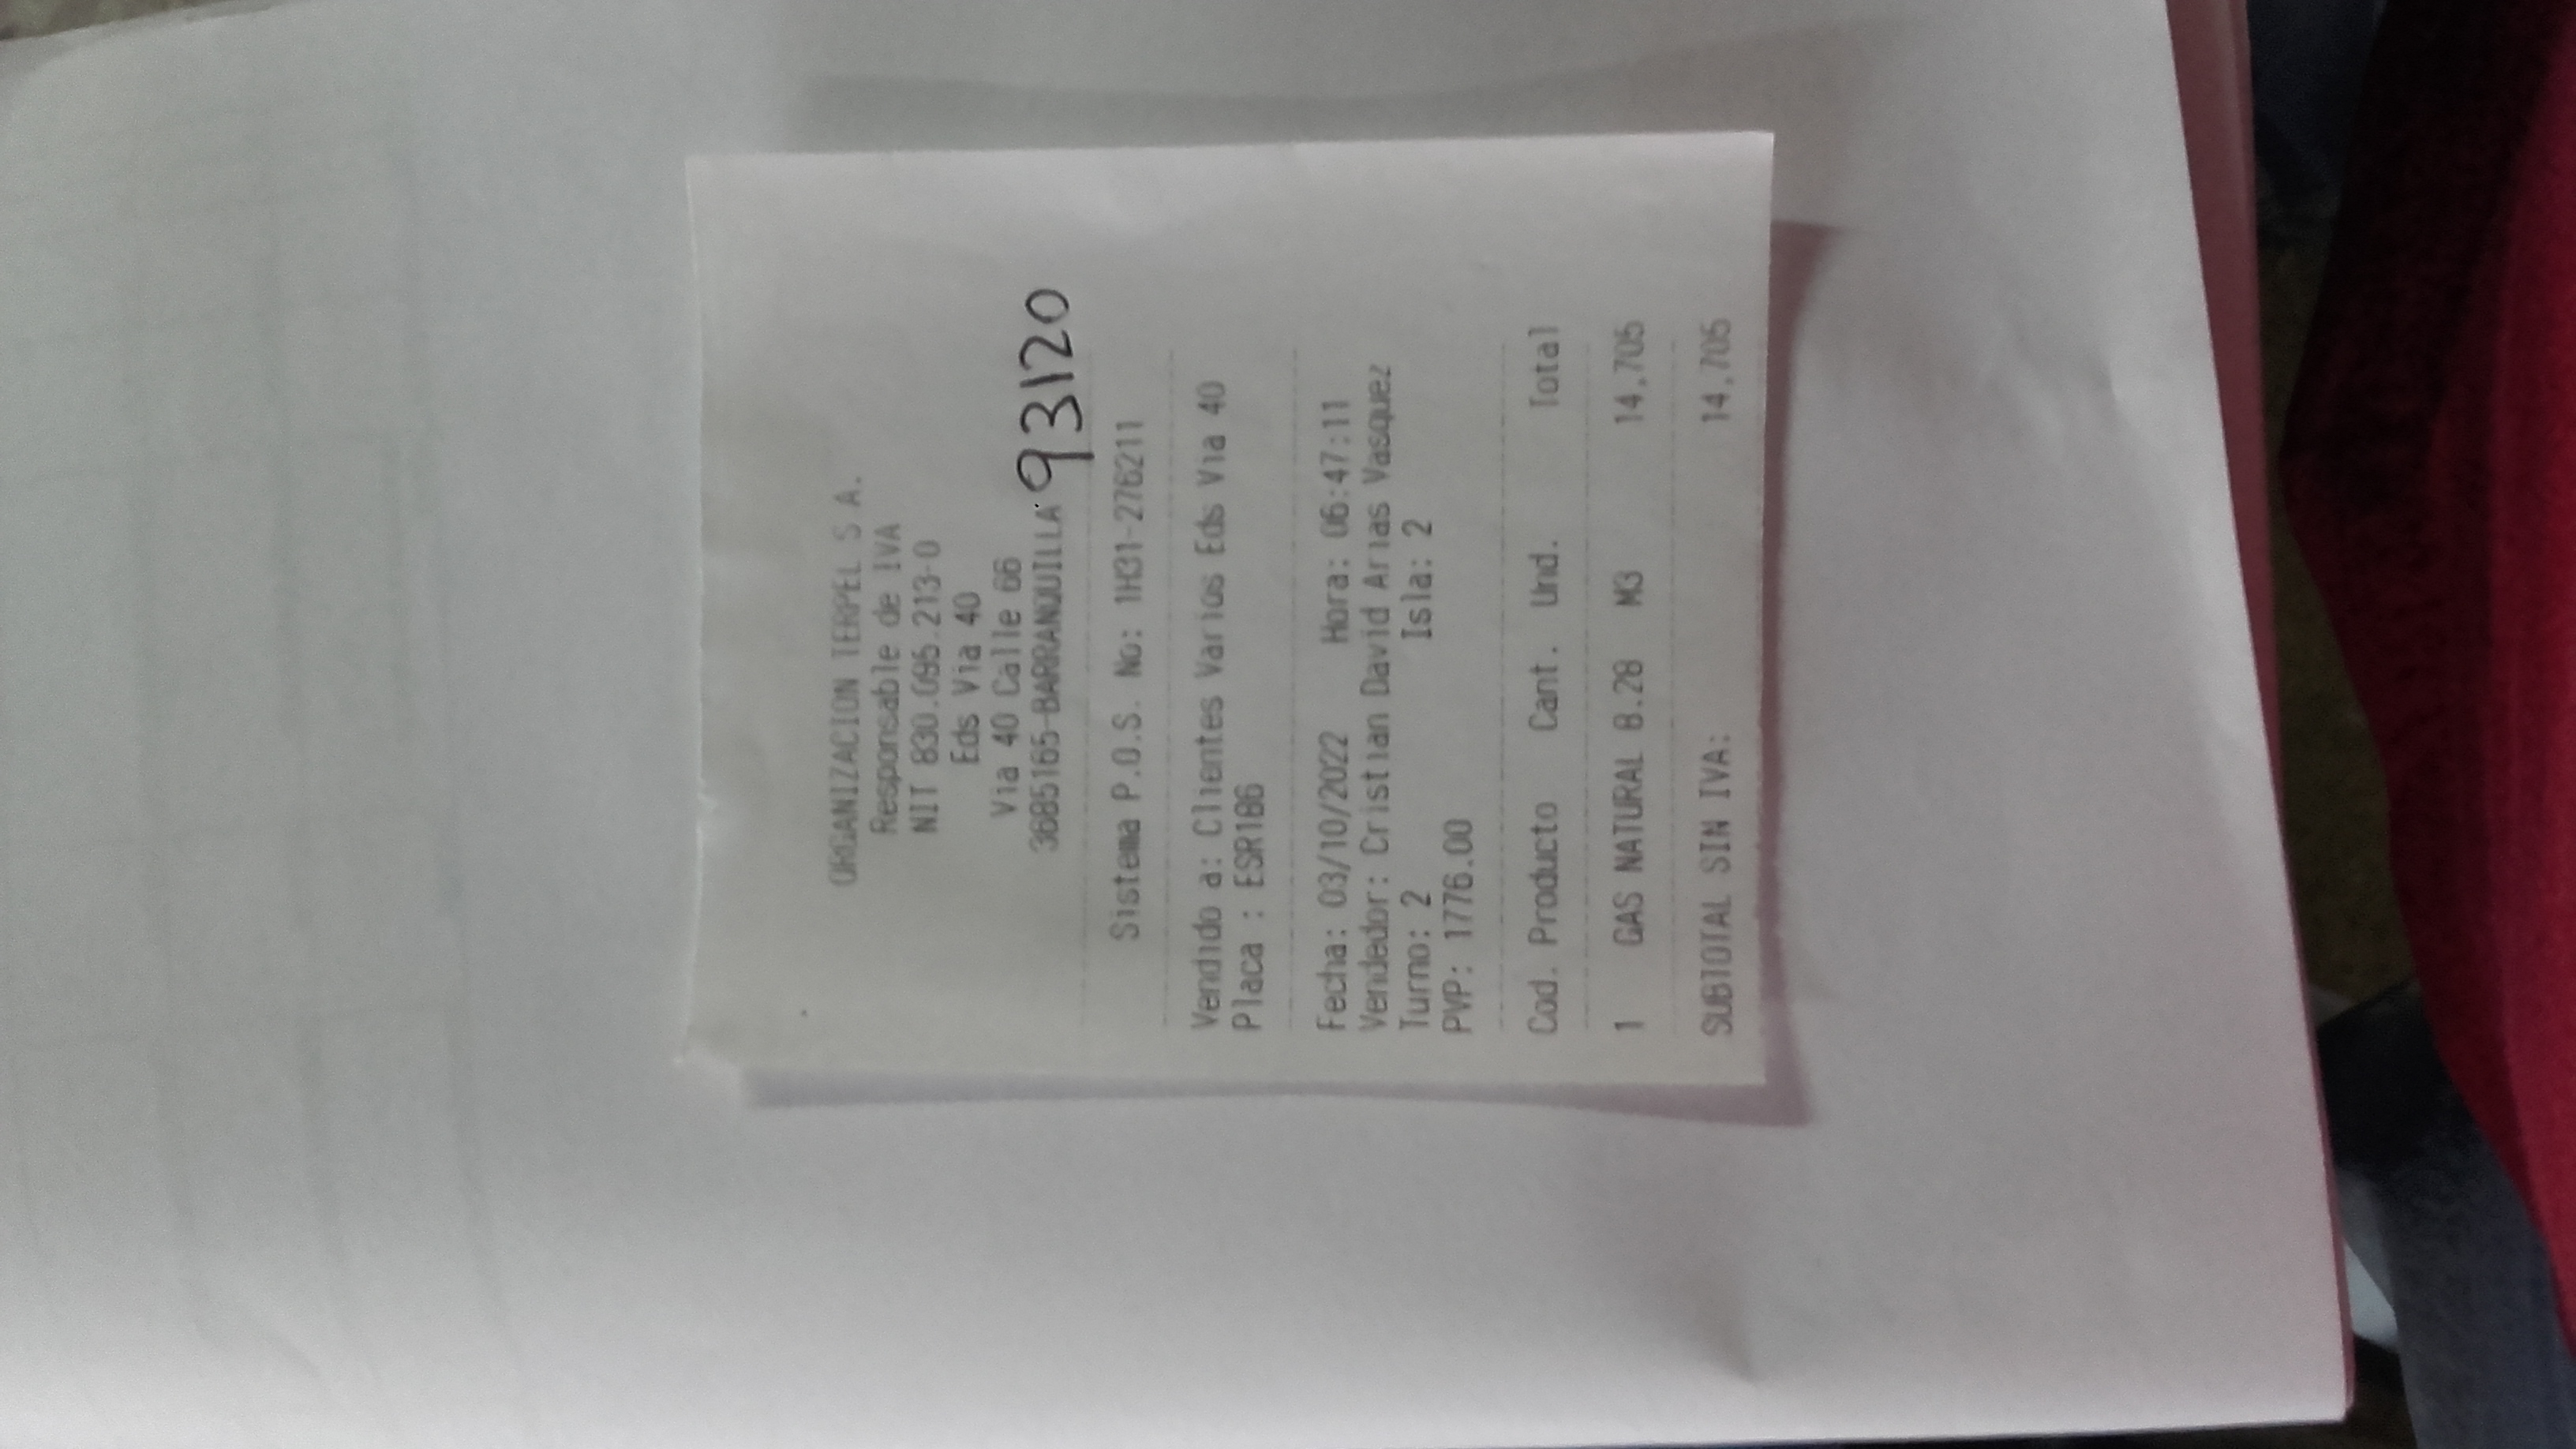 ORGANIZACION TERPEL S A.
Responsable de IVA
NIT 830.095.213-0
Eds Via 40
Via 40 Calle 66
3685165-BARRANQUILLA 93120
Sistema P.O.S. No: 1H31-2762211
Vendido a: Clientes Varios Eds Via 40
Placa : ESR186
Fecha: 03/10/2022 Hora: 06:47:11
Vendedor: Cristian David Arias Vasquez
Turno: 2 Isla: 2
PVP: 1776.00
Cod. Producto Cant. Und. Total
1 GAS NATURAL 8.28 M3 14,705
SUBTOTAL SIN IVA: 14,705